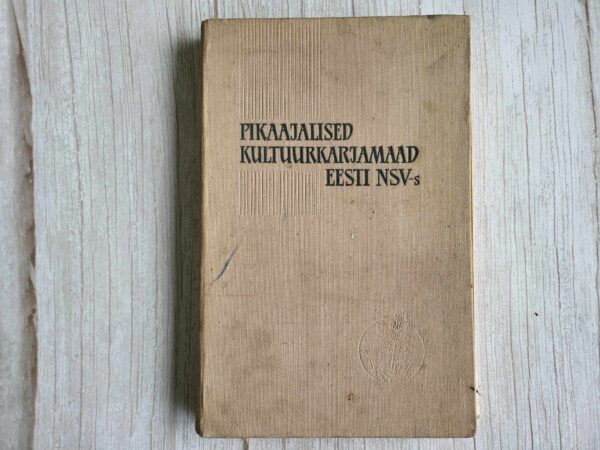 PIKAAJALISED
KULTUURKARJAMAAD
EESTI NSV-s